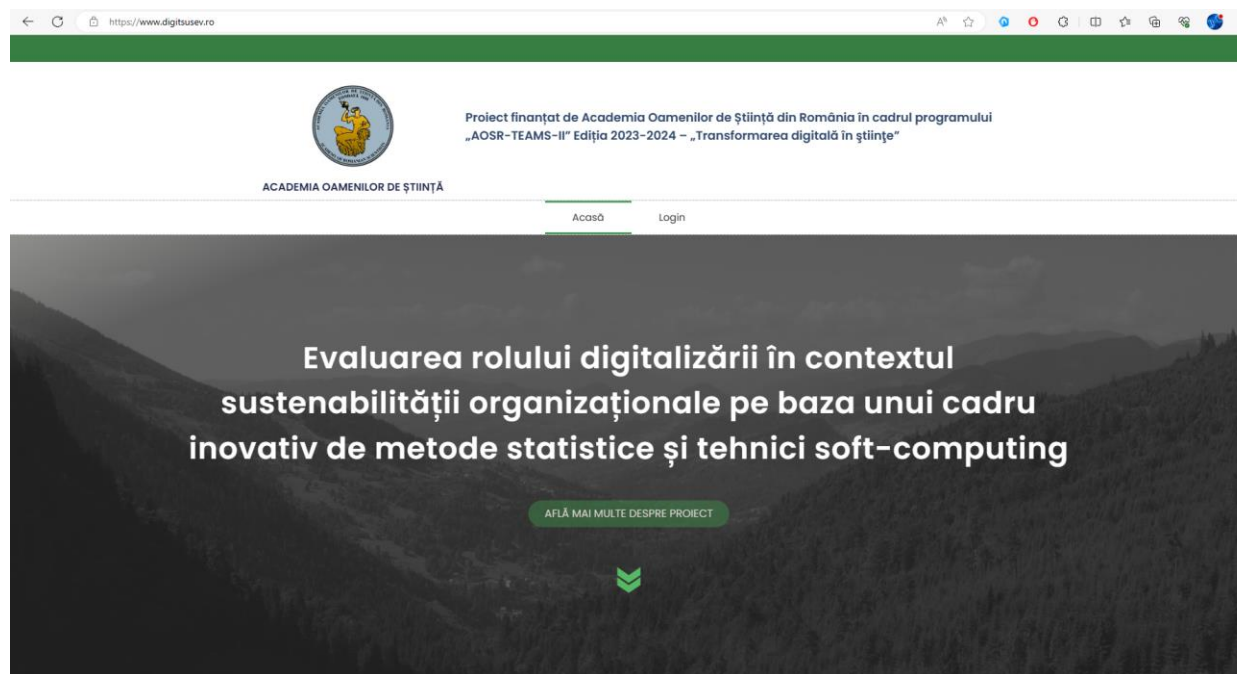 https://www.digitsusev.ro
Proiect finanțat de Academia Oamenilor de Știință din România în cadrul programului
„AOSR-TEAMS-II” Ediția 2023-2024 – „Transformarea digitală în științe”
ACADEMIA OAMENILOR DE ȘTIINȚĂ
Acasă Login
Evaluarea rolului digitalizării în contextul
sustenabilității organizaționale pe baza unui cadru
inovativ de metode statistice și tehnici soft-computing
AFLĂ MAI MULTE DESPRE PROIECT